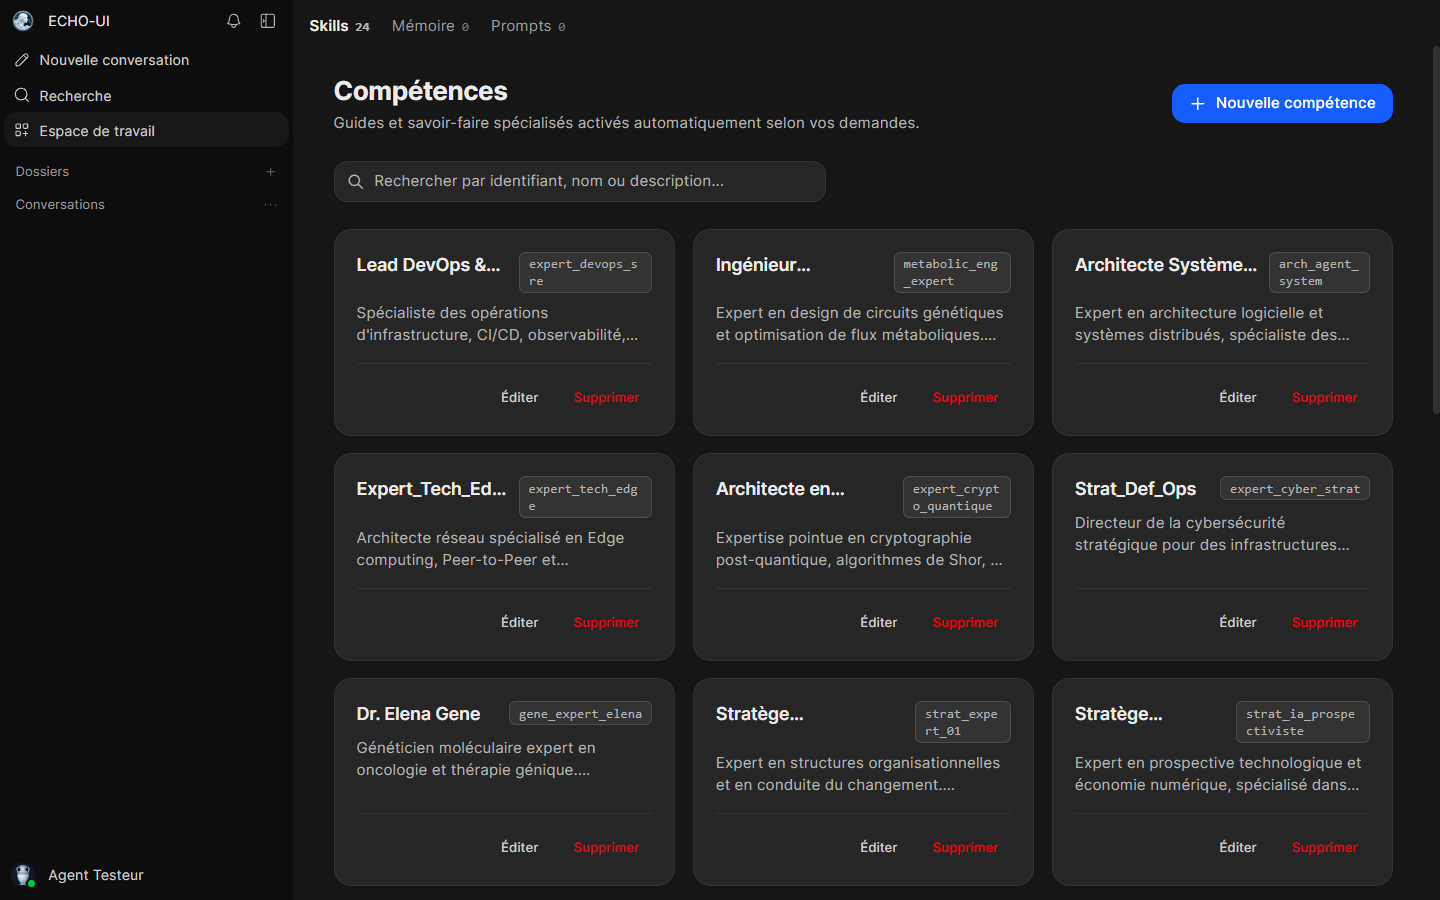 ECHO-UI
Nouvelle conversation
Recherche
Espace de travail
Dossiers
Conversations
Agent Testeur
Skills 24 Mémoire 0 Prompts 0
Compétences
Guides et savoir-faire spécialisés activés automatiquement selon vos demandes.
Nouvelle compétence
Rechercher par identifiant, nom ou description...
Lead DevOps &...
expert_devops_s
re
Spécialiste des opérations
d'infrastructure, CI/CD, observabilité,...
Éditer Supprimer
Ingénieur...
metabolic_eng
_expert
Expert en design de circuits génétiques
et optimisation de flux métaboliques....
Éditer Supprimer
Architecte Système...
arch_agent_
system
Expert en architecture logicielle et
systèmes distribués, spécialiste des...
Éditer Supprimer
Expert_Tech_Ed...
expert_tech_edg
e
Architecte réseau spécialisé en Edge
computing, Peer-to-Peer et...
Éditer Supprimer
Architecte en...
expert_crypt
o_quantique
Expertise pointue en cryptographie
post-quantique, algorithmes de Shor, ...
Éditer Supprimer
Strat_Def_Ops
expert_cyber_strat
Directeur de la cybersécurité
stratégique pour des infrastructures...
Éditer Supprimer
Dr. Elena Gene
gene_expert_elena
Généticien moléculaire expert en
oncologie et thérapie génique....
Éditer Supprimer
Stratège...
strat_expe
rt_01
Expert en structures organisationnelles
et en conduite du changement....
Éditer Supprimer
Stratège...
strat_ia_prospe
ctiviste
Expert en prospective technologique et
économie numérique, spécialisé dans...
Éditer Supprimer